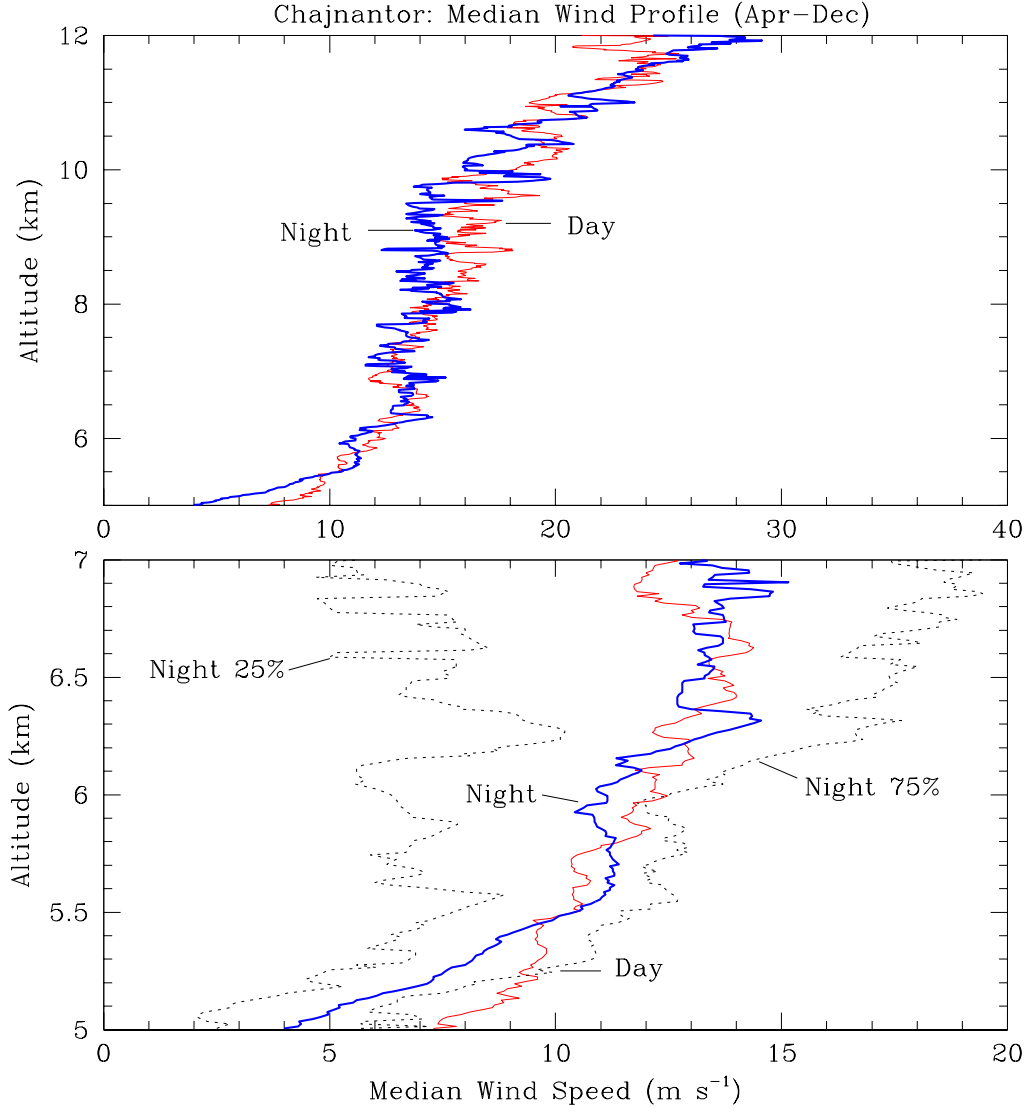 Chajnantor: Median Wind Profile (Apr−Dec)
12
10
8
6
Altitude (km)
Night
Day
0 10 20 30 40
7
6.5
6
5.5
5
Altitude (km)
Night 25%
Night
Night 75%
Day
0 5 10 15 20
Median Wind Speed (m s⁻¹)